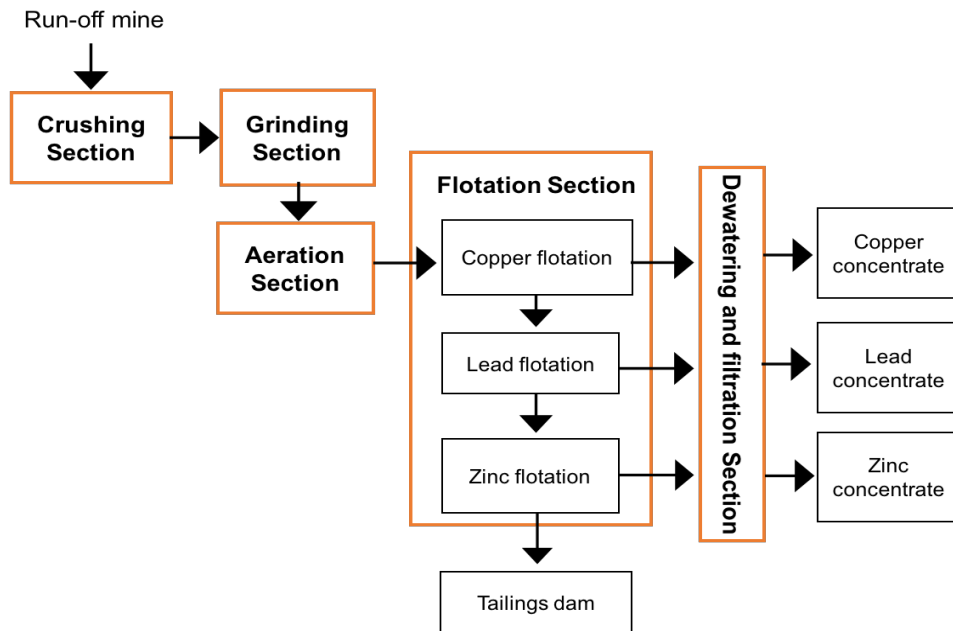 Run-off mine
Crushing
Section
Grinding
Section
Aeration
Section
Flotation Section
Copper flotation
Lead flotation
Zinc flotation
Tailings dam
Dewatering and filtration Section
Copper
concentrate
Lead
concentrate
Zinc
concentrate